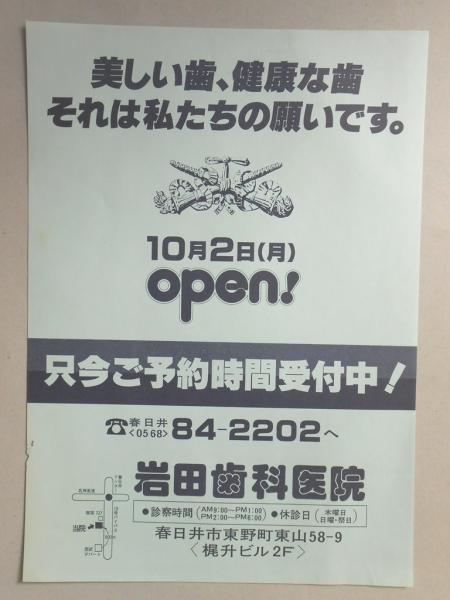 美しい歯、健康な歯
それは私たちの願いです。
10月2日(月)
open!
只今ご予約時間受付中!
☎春日井〈0568〉84-2202へ
岩田歯科医院
●診察時間(AM9:00〜PM1:00 PM2:00〜PM6:00)●休診日(水曜日 日曜・祭日)
春日井市東野町東山58-9
〈梶升ビル2F〉
当院